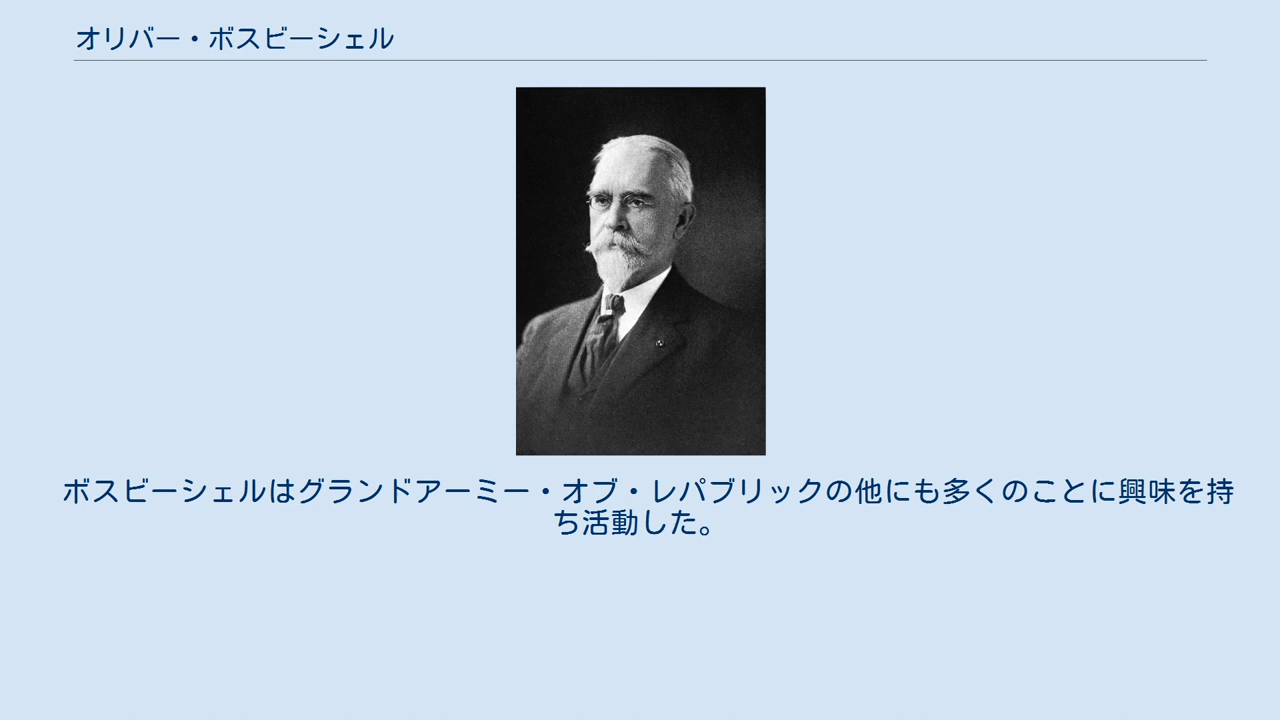 オリバー・ボスビーシェル
ボスビーシェルはグランドアーミー・オブ・レパブリックの他にも多くのことに興味を持
ち活動した。